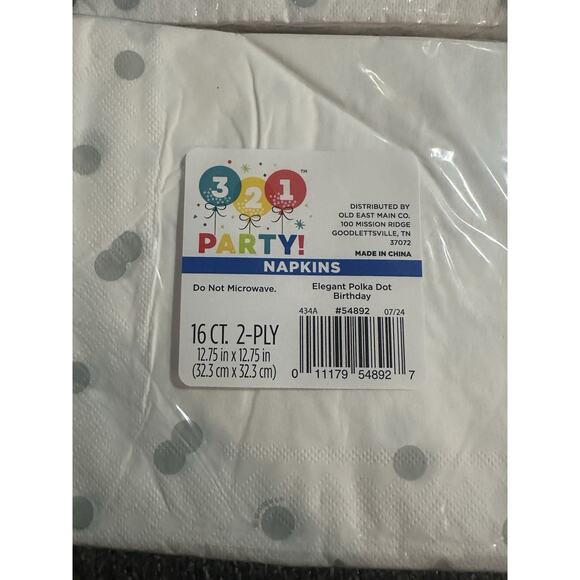 3 2 1 ™
PARTY!
DISTRIBUTED BY
OLD EAST MAIN CO.
100 MISSION RIDGE
GOODLETTSVILLE, TN
37072
MADE IN CHINA
NAPKINS
Do Not Microwave.
Elegant Polka Dot
Birthday
434A #54892 07/24
16 CT. 2-PLY
12.75 in x 12.75 in
(32.3 cm x 32.3 cm)
0 11179 54892 7